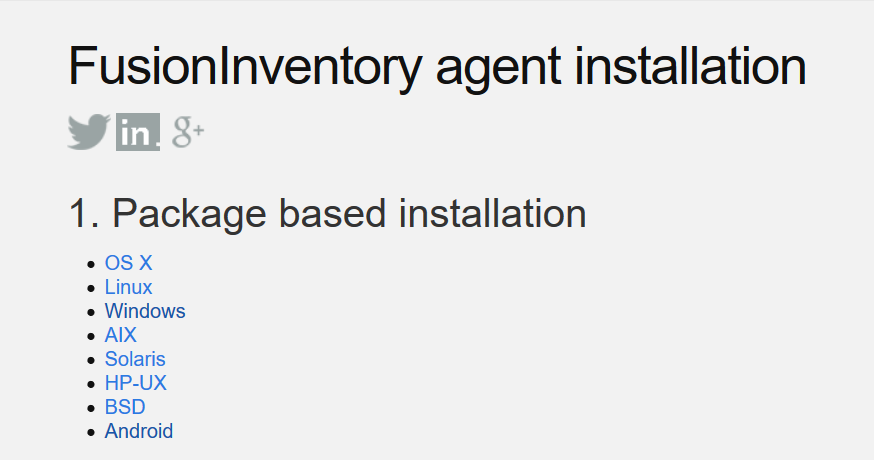 FusionInventory agent installation
in.
g+
1. Package based installation
OS X
Linux
Windows
AIX
Solaris
HP-UX
BSD
Android